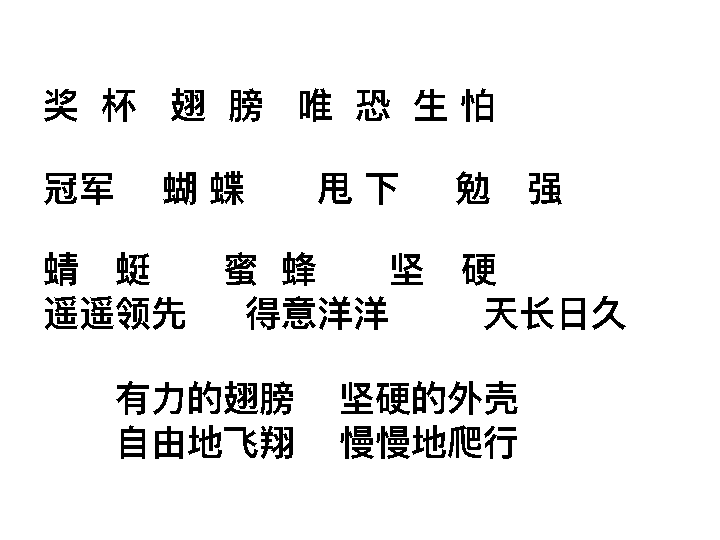 奖 杯 翅 膀 唯 恐 生 怕
冠军 蝴 蝶 甩 下 勉 强
蜻 蜓 蜜 蜂 坚 硬
遥遥领先 得意洋洋 天长日久
有力的翅膀 坚硬的外壳
自由地飞翔 慢慢地爬行